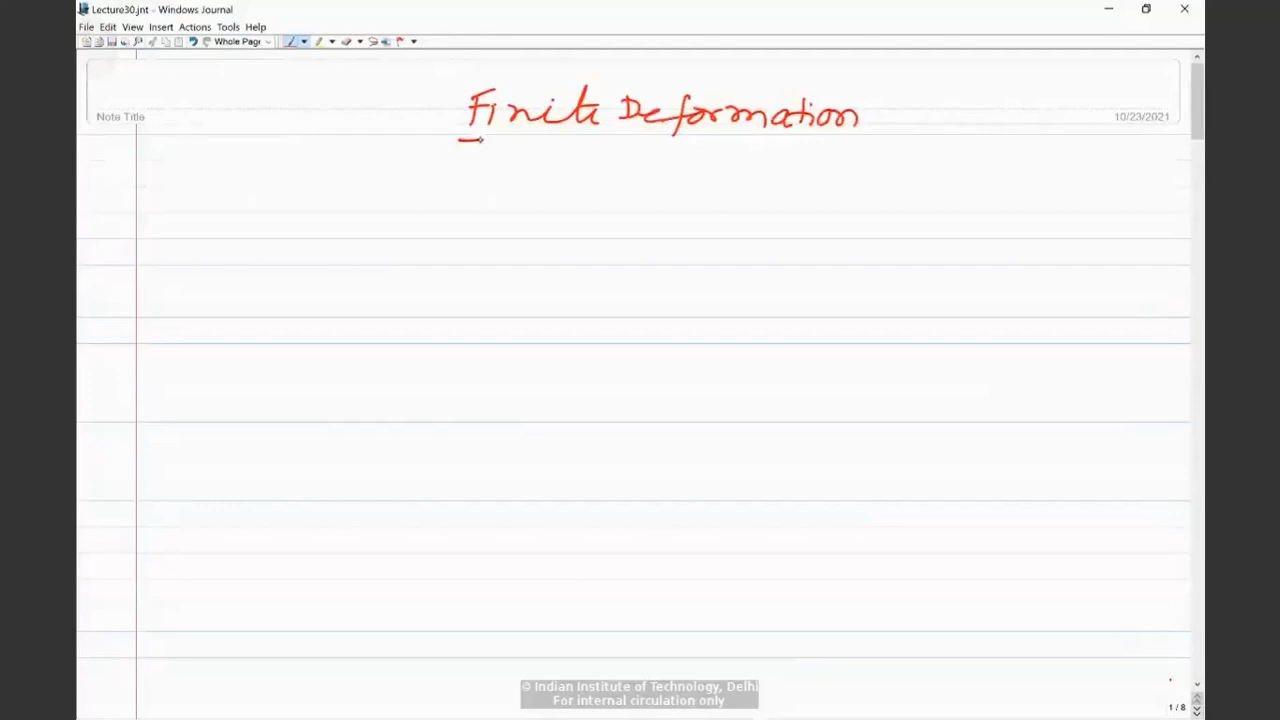 Lecture30.jnt - Windows Journal
File Edit View Insert Actions Tools Help
Whole Page
Finite Deformation
Note Title
10/23/2021
© Indian Institute of Technology, Delhi
For internal circulation only
1 / 8